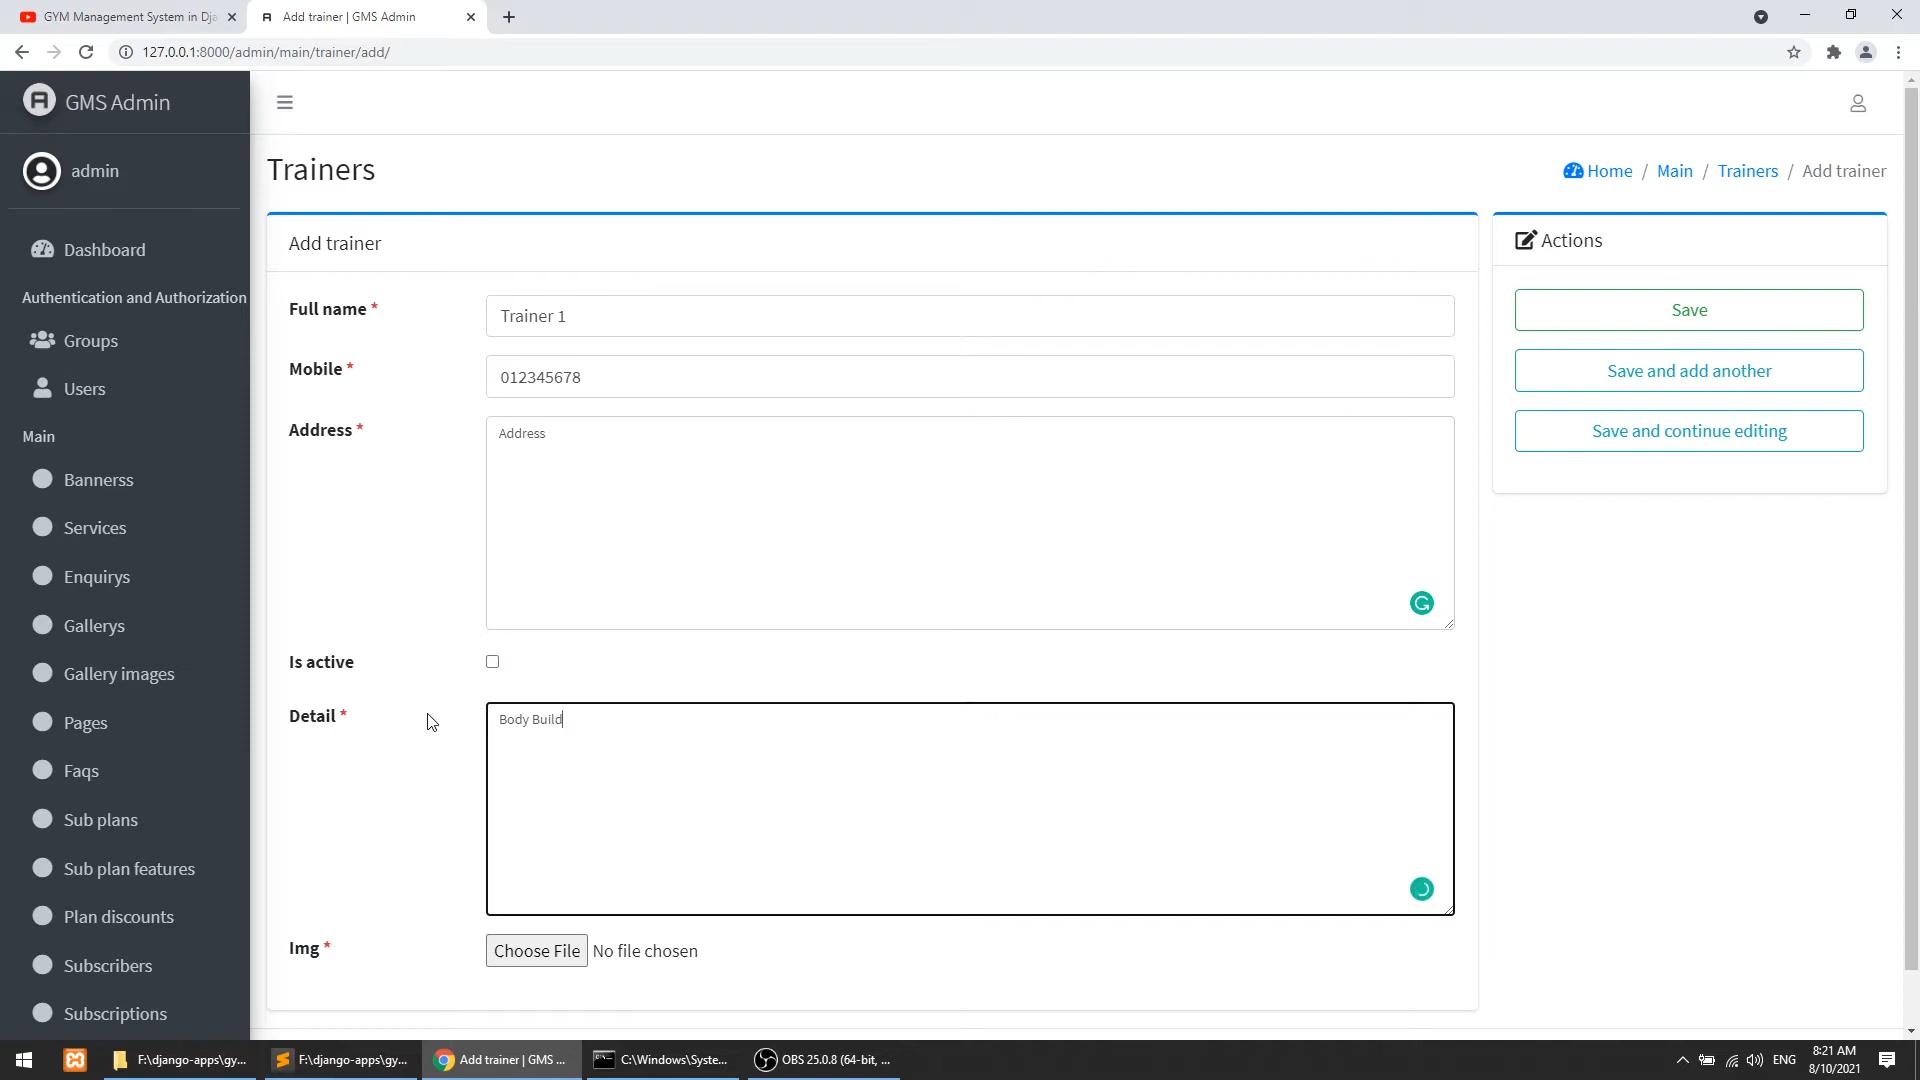 GYM Management System in Dja
Add trainer | GMS Admin
127.0.0.1:8000/admin/main/trainer/add/
GMS Admin
admin
Dashboard
Authentication and Authorization
Groups
Users
Main
Bannerss
Services
Enquirys
Gallerys
Gallery images
Pages
Faqs
Sub plans
Sub plan features
Plan discounts
Subscribers
Subscriptions
Trainers
Home / Main / Trainers / Add trainer
Add trainer
Full name *
Trainer 1
Mobile *
012345678
Address *
Address
Is active
Detail *
Body Build
Img *
Choose File No file chosen
Actions
Save
Save and add another
Save and continue editing
F:\django-apps\gy...
F:\django-apps\gy...
Add trainer | GMS ...
C:\Windows\Syste...
OBS 25.0.8 (64-bit, ...
ENG
8:21 AM
8/10/2021